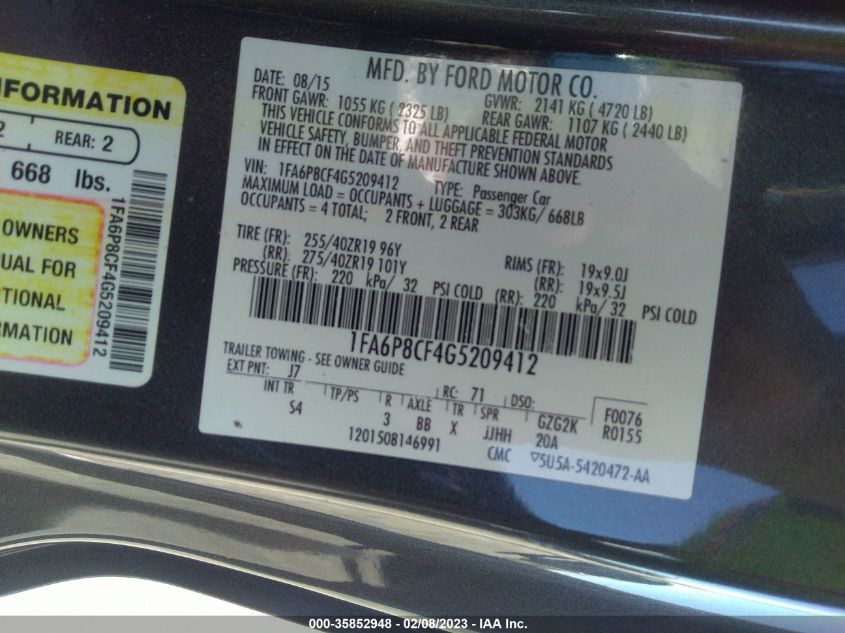 NFORMATION
2 REAR: 2
668 lbs.
1FA6P8CF4G5209412
OWNERS
UAL FOR
ITIONAL
RMATION
MFD. BY FORD MOTOR CO.
DATE: 08/15 GVWR: 2141 KG ( 4720 LB)
FRONT GAWR: 1055 KG ( 2325 LB) REAR GAWR: 1107 KG ( 2440 LB)
THIS VEHICLE CONFORMS TO ALL APPLICABLE FEDERAL MOTOR
VEHICLE SAFETY, BUMPER, AND THEFT PREVENTION STANDARDS
IN EFFECT ON THE DATE OF MANUFACTURE SHOWN ABOVE.
VIN: 1FA6P8CF4G5209412 TYPE: Passenger Car
MAXIMUM LOAD = OCCUPANTS + LUGGAGE = 303KG/ 668LB
OCCUPANTS = 4 TOTAL; 2 FRONT, 2 REAR
TIRE (FR): 255/40ZR19 96Y RIMS (FR): 19x9.0J
(RR): 275/40ZR19 101Y (RR): 19x9.5J
PRESSURE (FR): 220 kPa/ 32 PSI COLD (RR): 220 kPa/ 32 PSI COLD
1FA6P8CF4G5209412
TRAILER TOWING - SEE OWNER GUIDE
EXT PNT: J7 RC: 71 DSO: F0076
INT TR TP/PS R AXLE TR SPR GZG2K R0155
S4 3 BB X JJHH 20A
1201508146991 CMC ▽5U5A-5420472-AA
000-35852948 - 02/08/2023 - IAA Inc.